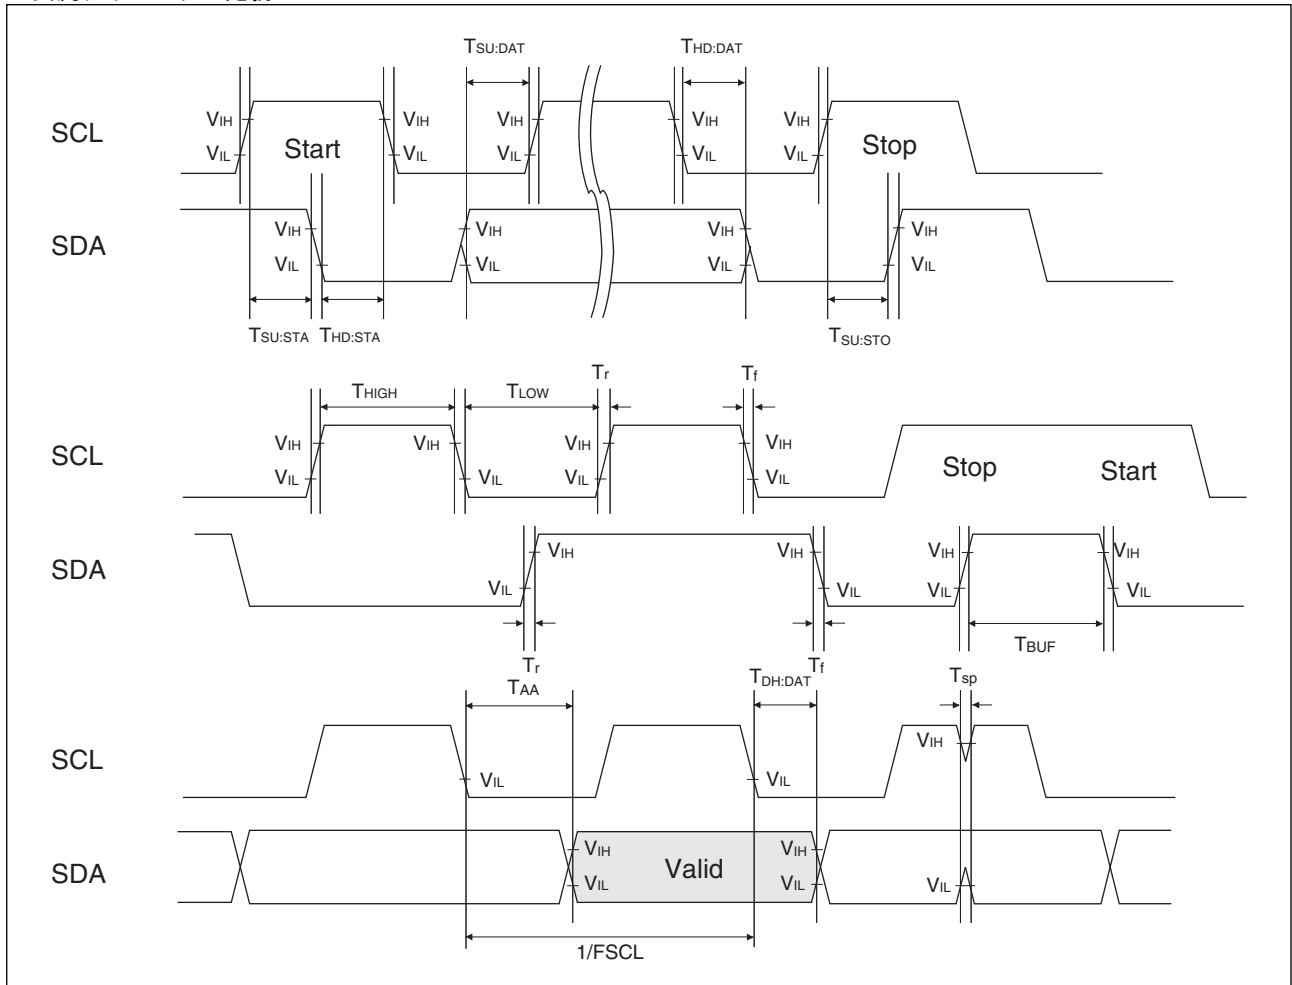 TSU:DAT THD:DAT
SCL VIH VIH VIH VIH VIH
Start Stop
VIL VIL VIL VIL VIL
SDA VIH VIH VIH VIH
VIL VIL VIL VIL
TSU:STA THD:STA TSU:STO
THIGH TLOW Tr Tf
SCL VIH VIH VIH VIH
Stop Start
VIL VIL VIL VIL
SDA VIH VIH VIH VIH
VIL VIL VIL VIL
Tr Tf TBUF
TAA TDH:DAT Tsp
SCL VIH
VIL VIL
SDA VIH Valid VIH
VIL VIL VIL
1/FSCL